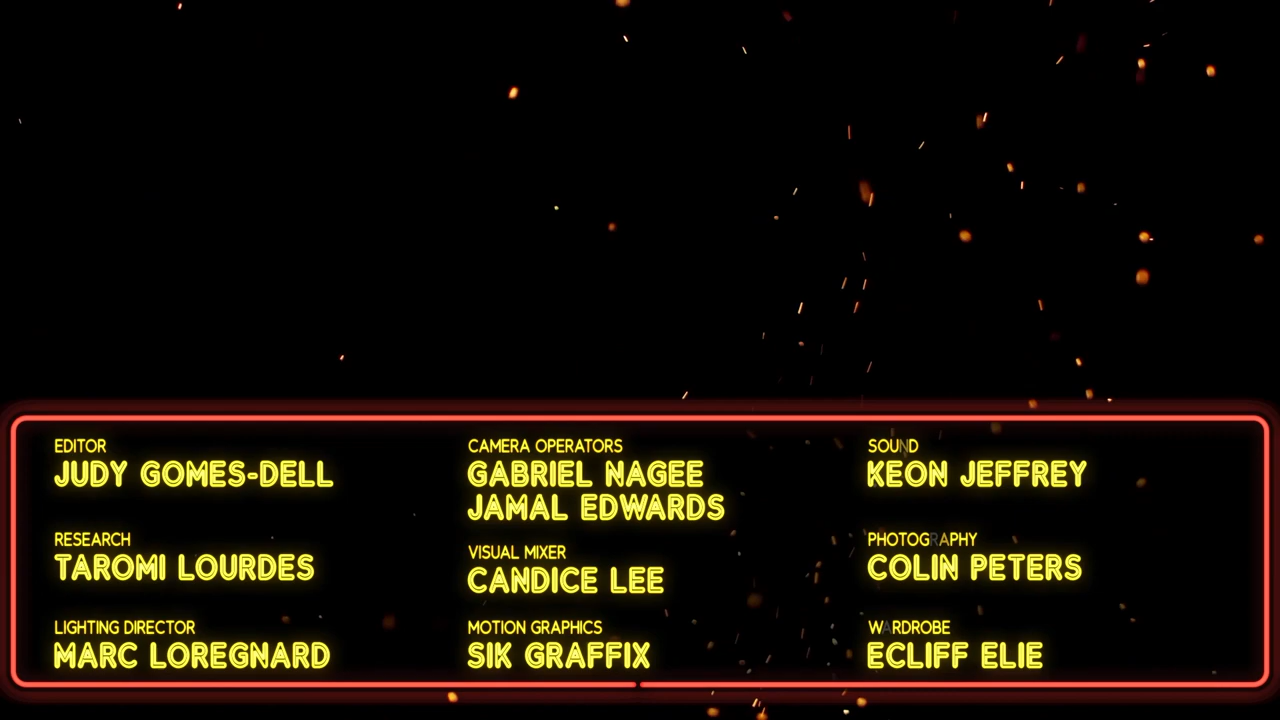 EDITOR
JUDY GOMES-DELL
RESEARCH
TAROMI LOURDES
LIGHTING DIRECTOR
MARC LOREGNARD
CAMERA OPERATORS
GABRIEL NAGEE
JAMAL EDWARDS
VISUAL MIXER
CANDICE LEE
MOTION GRAPHICS
SIK GRAFFIX
SOUND
KEON JEFFREY
PHOTOGRAPHY
COLIN PETERS
WARDROBE
ECLIFF ELIE